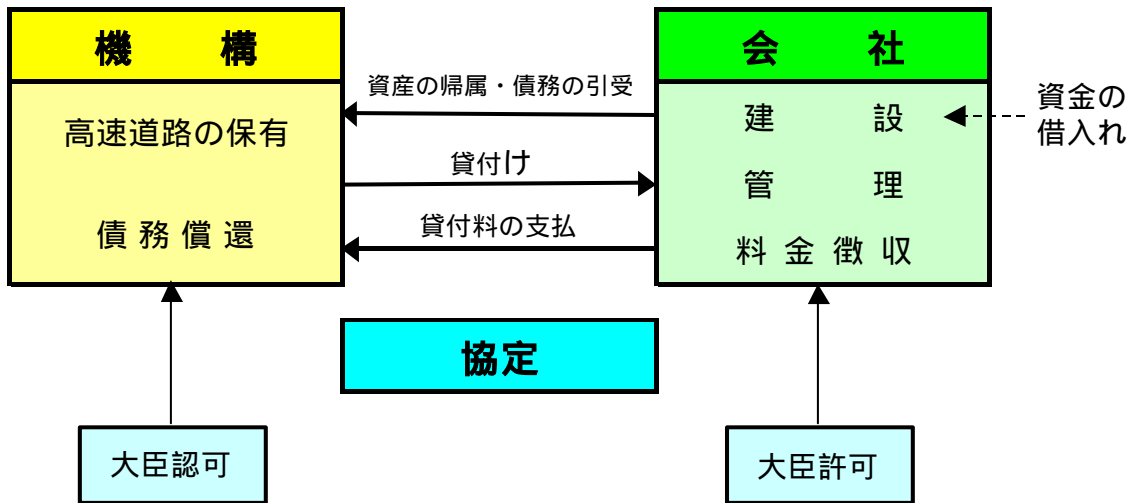 機 構
会 社
高速道路の保有
債務償還
資産の帰属・債務の引受
貸付け
貸付料の支払
建 設
管 理
料金徴収
資金の
借入れ
協定
大臣認可
大臣許可